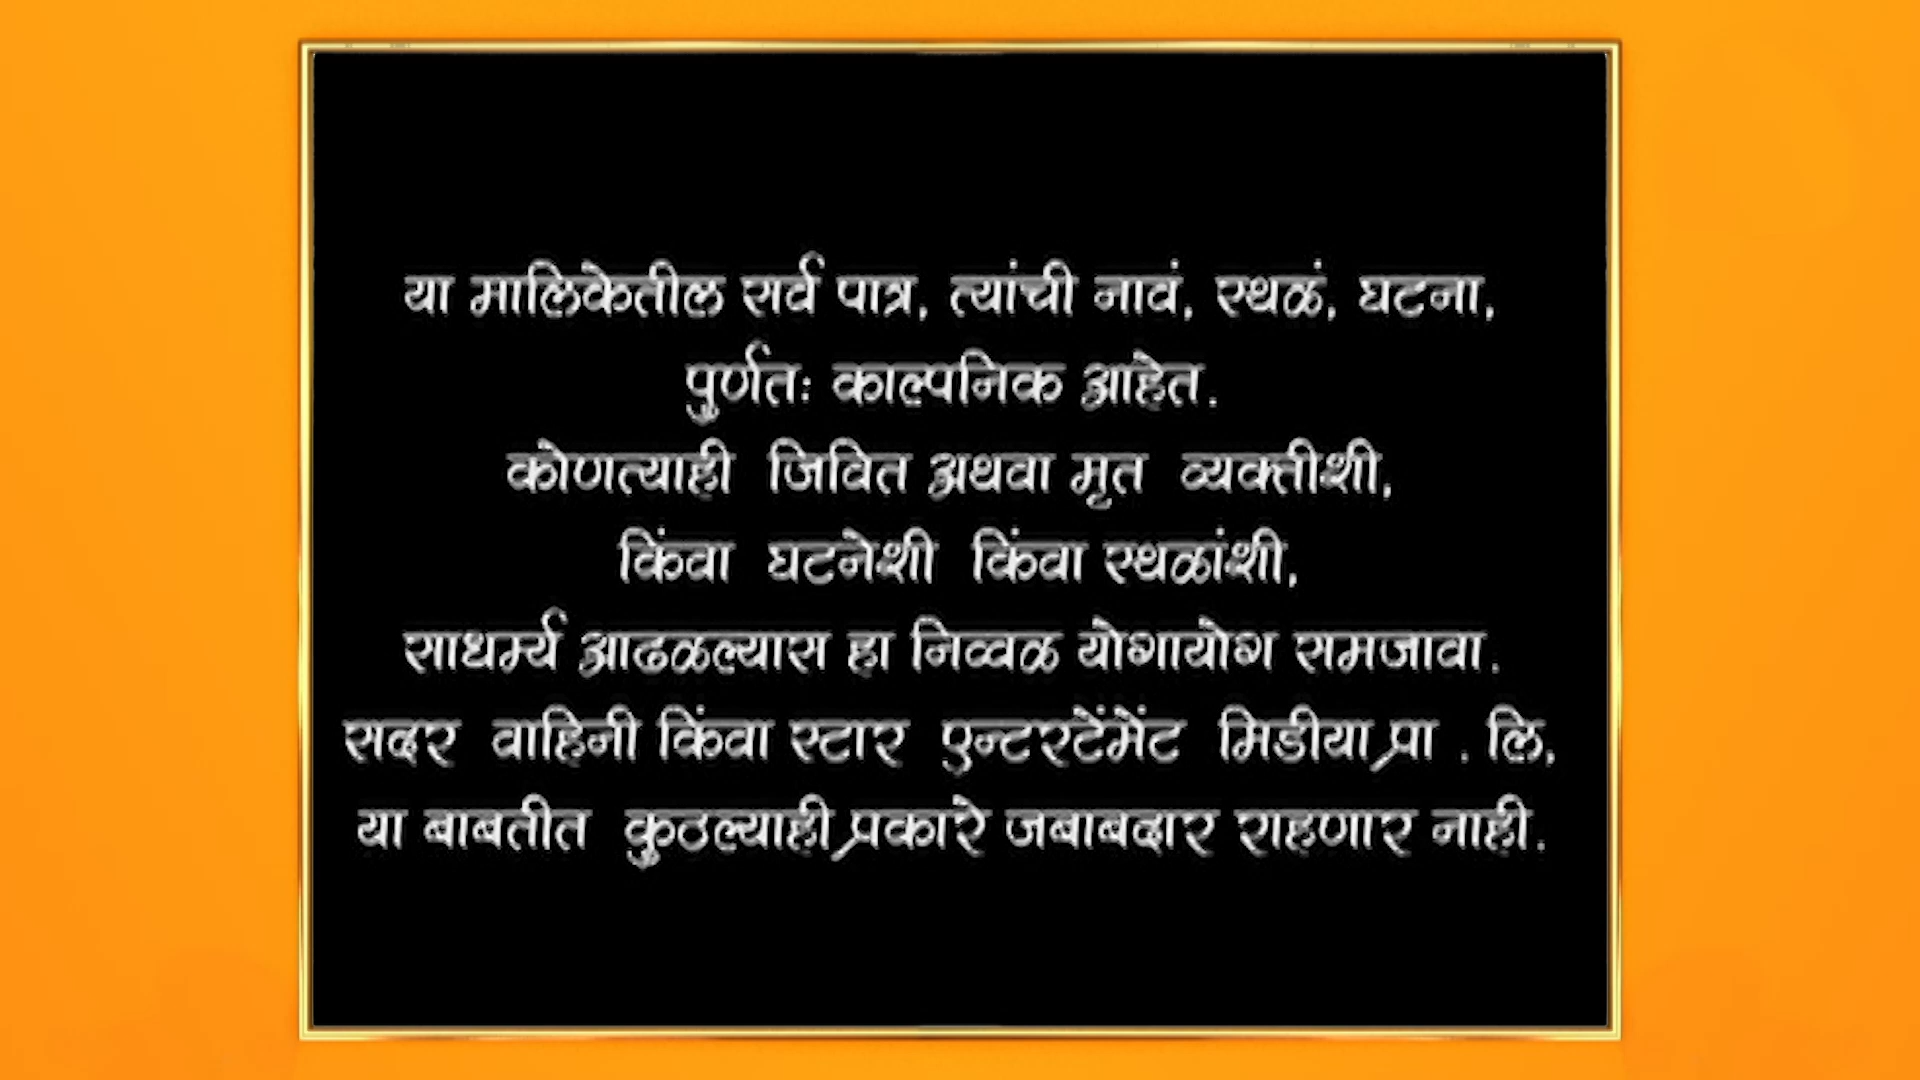 या मालिकेतील सर्व पात्र, त्यांची नावं, स्थळं, घटना,
पुर्णतः काल्पनिक आहेत.
कोणत्याही जिवित अथवा मृत व्यक्तीशी,
किंवा घटनेशी किंवा स्थळांशी,
साधर्म्य आढळल्यास हा निव्वळ योगायोग समजावा.
सदर वाहिनी किंवा स्टार एन्टरटेंमेंट मिडीया प्रा . लि,
या बाबतीत कुठल्याही प्रकारे जबाबदार राहणार नाही.